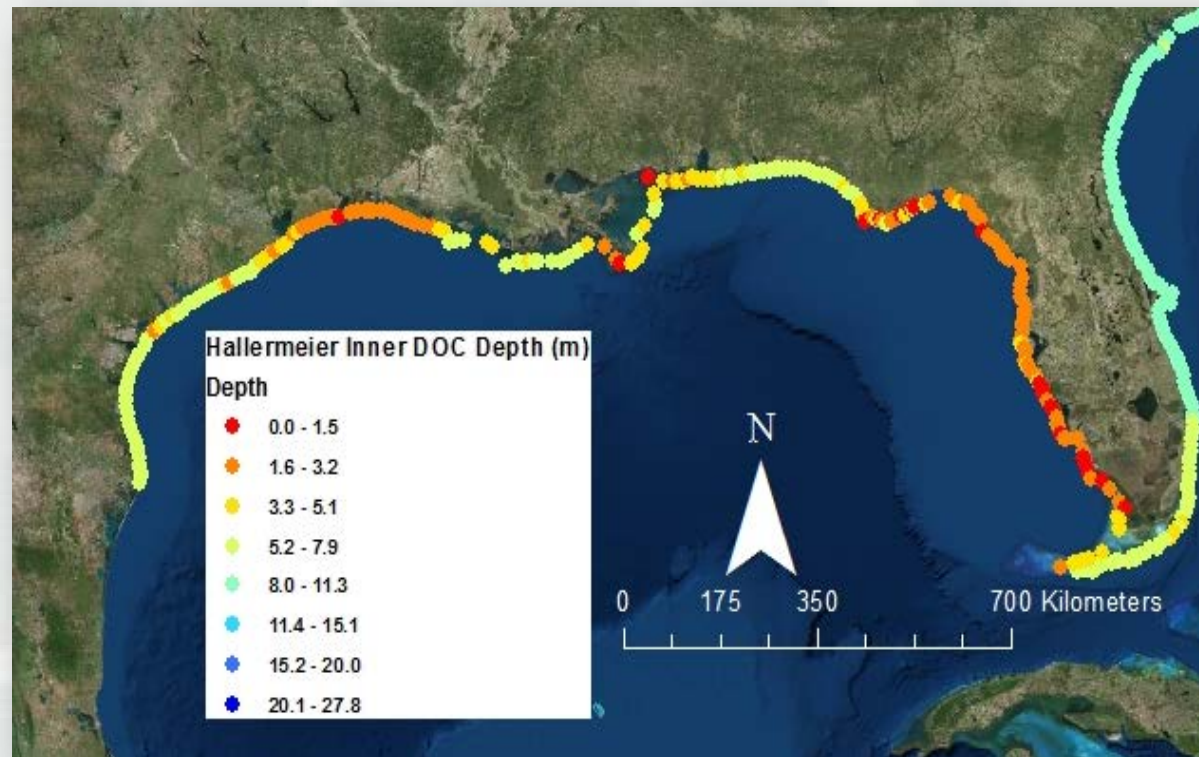 Hallermeier Inner DOC Depth (m)
Depth
0.0 - 1.5
1.6 - 3.2
3.3 - 5.1
5.2 - 7.9
8.0 - 11.3
11.4 - 15.1
15.2 - 20.0
20.1 - 27.8
N
0 175 350 700 Kilometers